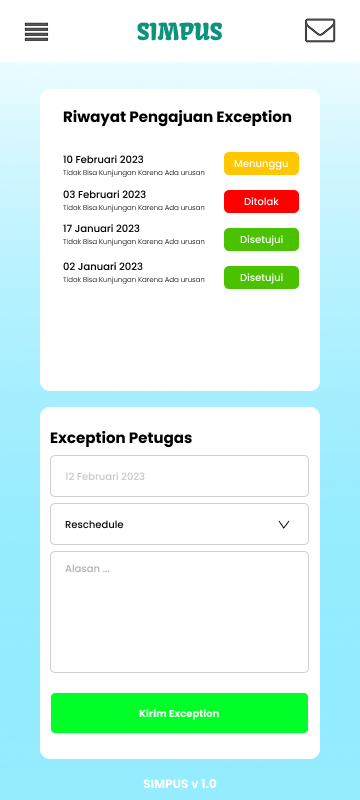 SIMPUS
Riwayat Pengajuan Exception
10 Februari 2023
Tidak Bisa Kunjungan Karena Ada urusan
Menunggu
03 Februari 2023
Tidak Bisa Kunjungan Karena Ada urusan
Ditolak
17 Januari 2023
Tidak Bisa Kunjungan Karena Ada urusan
Disetujui
02 Januari 2023
Tidak Bisa Kunjungan Karena Ada urusan
Disetujui
Exception Petugas
12 Februari 2023
Reschedule
Alasan ...
Kirim Exception
SIMPUS v 1.0